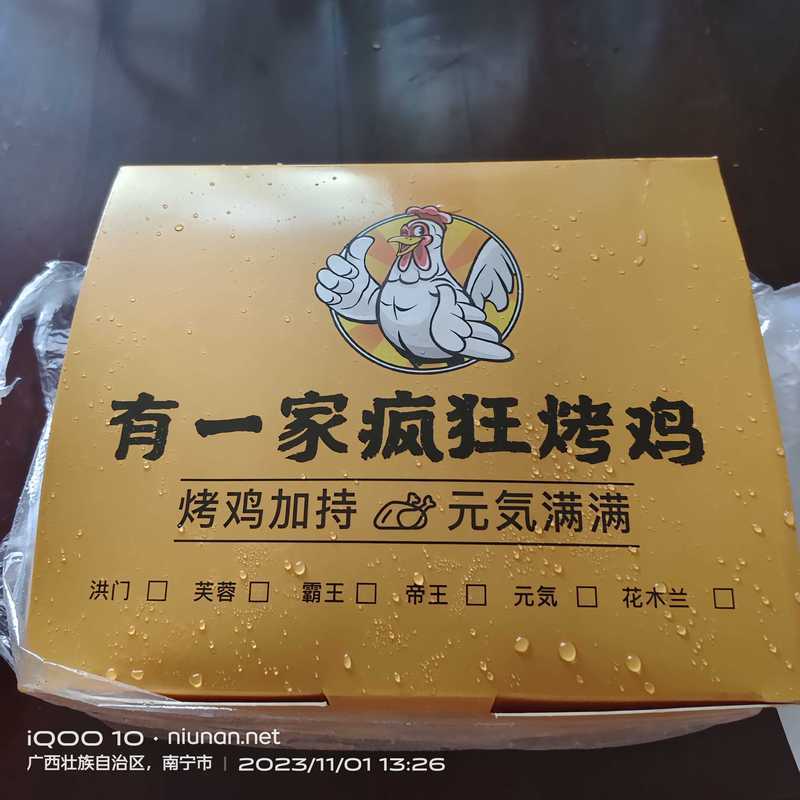 有一家疯狂烤鸡
烤鸡加持 元気满满
洪门 □ 芙蓉 □ 霸王 □ 帝王 □ 元気 □ 花木兰 □
iQOO 10 · niunan.net
广西壮族自治区，南宁市 | 2023/11/01 13:26